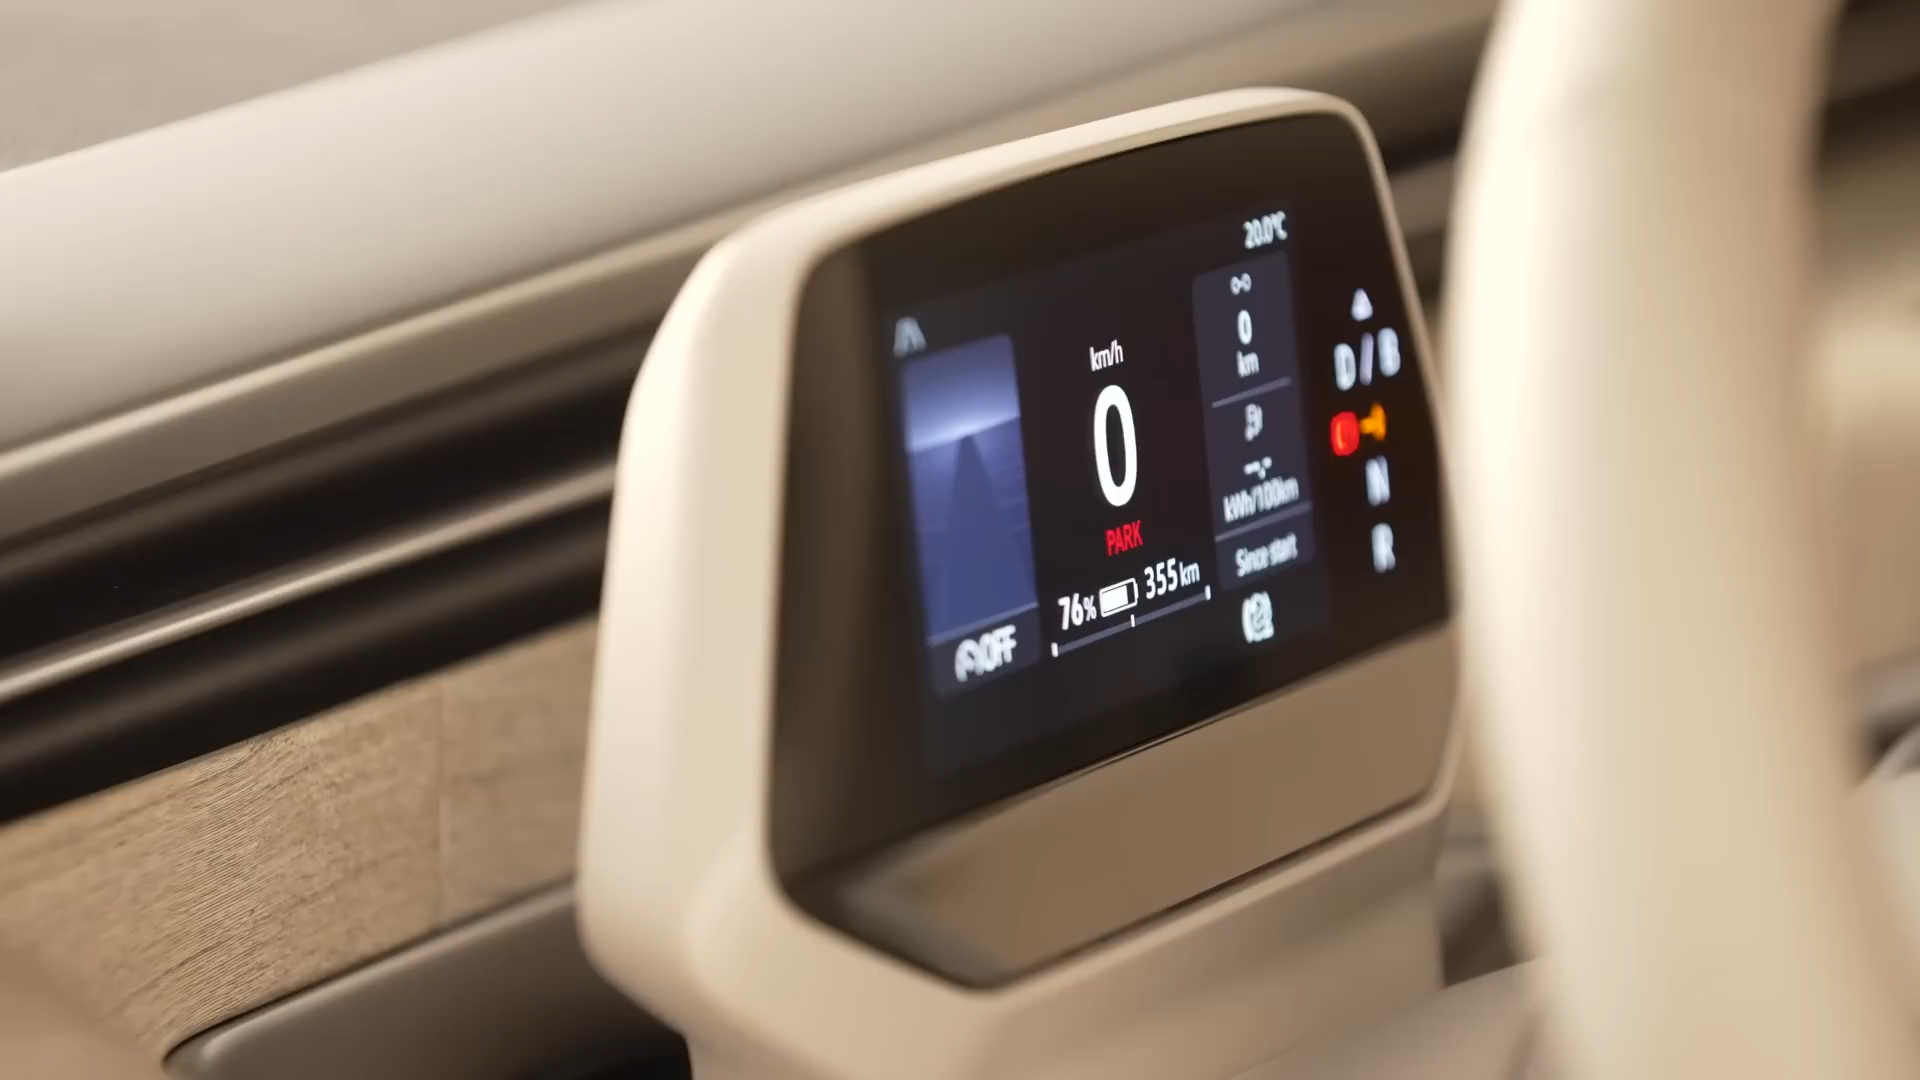 20.0°C
km/h
0
PARK
76% 355 km
OFF
0
km
--,-
kWh/100km
Since start
D / B
N
R